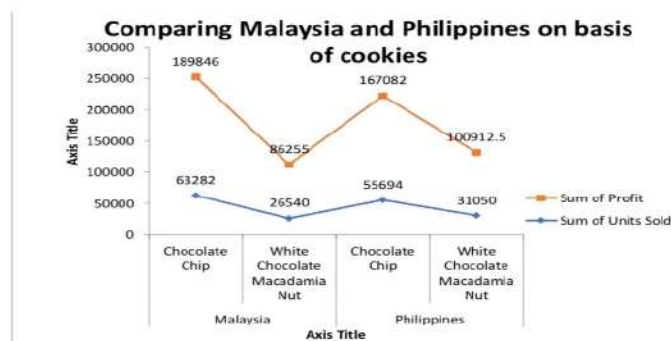 Comparing Malaysia and Philippines on basis
of cookies
300000
250000
200000
150000
100000
50000
0
Axis Title
189846
86255
167082
100912.5
63282
26540
55694
31050
Sum of Profit
Sum of Units Sold
Chocolate
Chip
White
Chocolate
Macadamia
Nut
Chocolate
Chip
White
Chocolate
Macadamia
Nut
Malaysia
Philippines
Axis Title